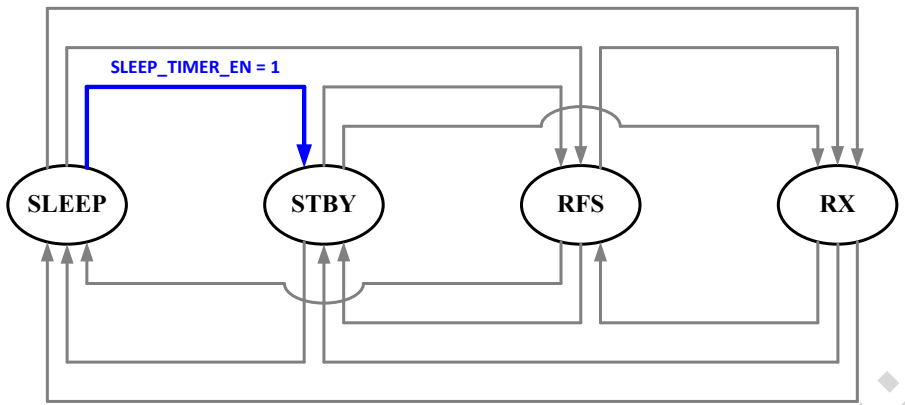 SLEEP_TIMER_EN = 1
SLEEP
STBY
RFS
RX